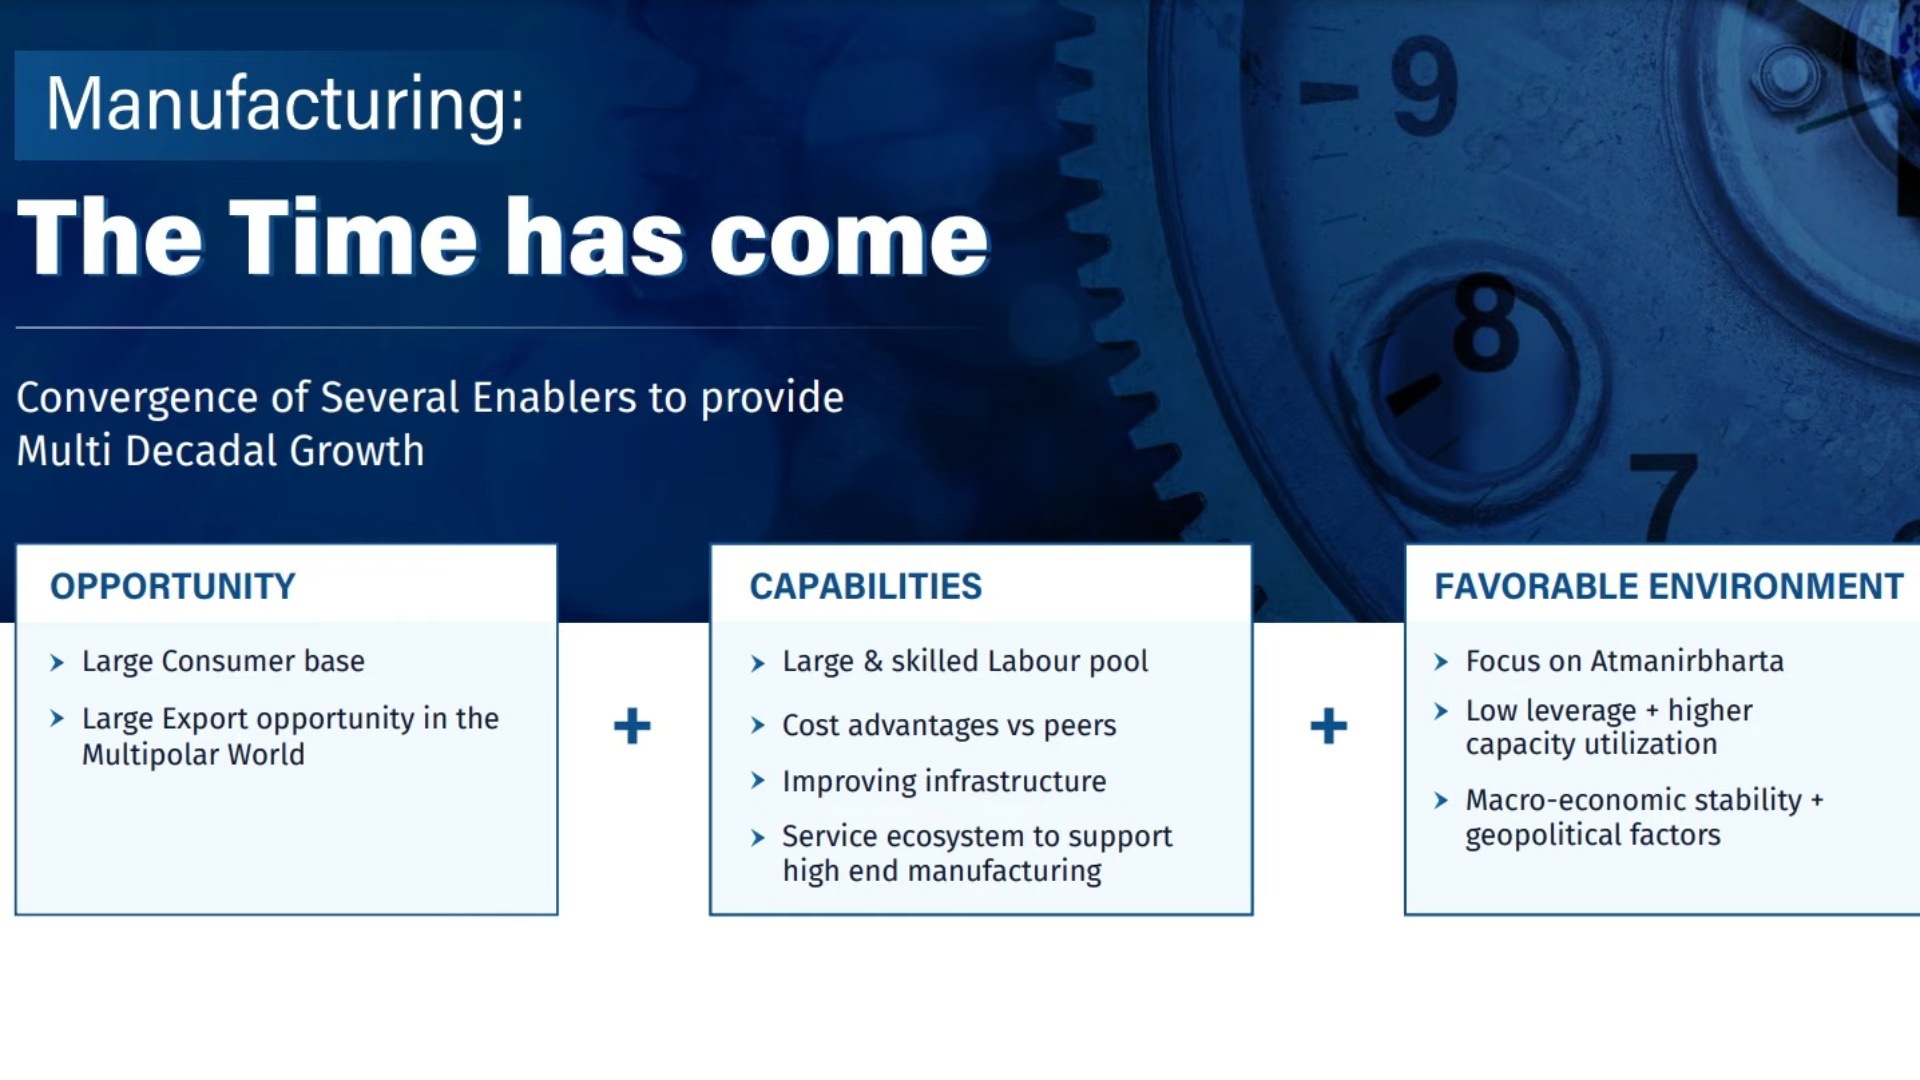 Manufacturing:
The Time has come
Convergence of Several Enablers to provide
Multi Decadal Growth
9
8
7
OPPORTUNITY
Large Consumer base
Large Export opportunity in the
Multipolar World
+
CAPABILITIES
Large & skilled Labour pool
Cost advantages vs peers
Improving infrastructure
Service ecosystem to support
high end manufacturing
+
FAVORABLE ENVIRONMENT
Focus on Atmanirbharta
Low leverage + higher
capacity utilization
Macro-economic stability +
geopolitical factors